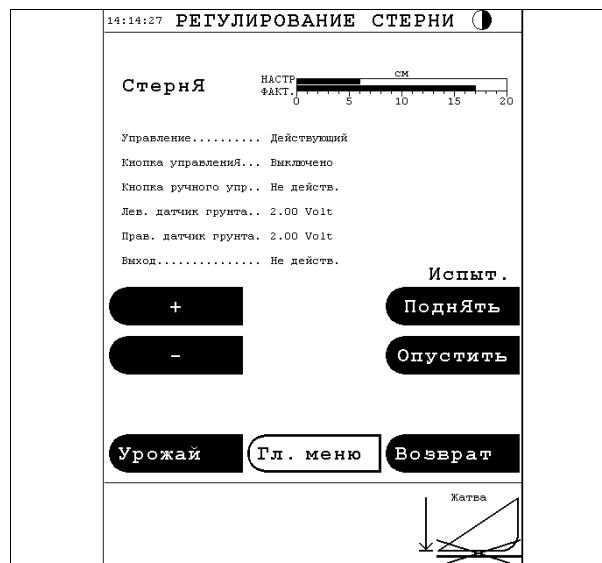 14:14:27 РЕГУЛИРОВАНИЕ СТЕРНИ
см
СтернЯ НАСТР
ФАКТ.
0 5 10 15 20
Управление.......... Действующий
Кнопка управлениЯ... Выключено
Кнопка ручного упр.. Не действ.
Лев. датчик грунта.. 2.00 Volt
Прав. датчик грунта. 2.00 Volt
Выход............... Не действ.
Испыт.
+ ПоднЯть
- Опустить
Урожай Гл. меню Возврат
Жатва